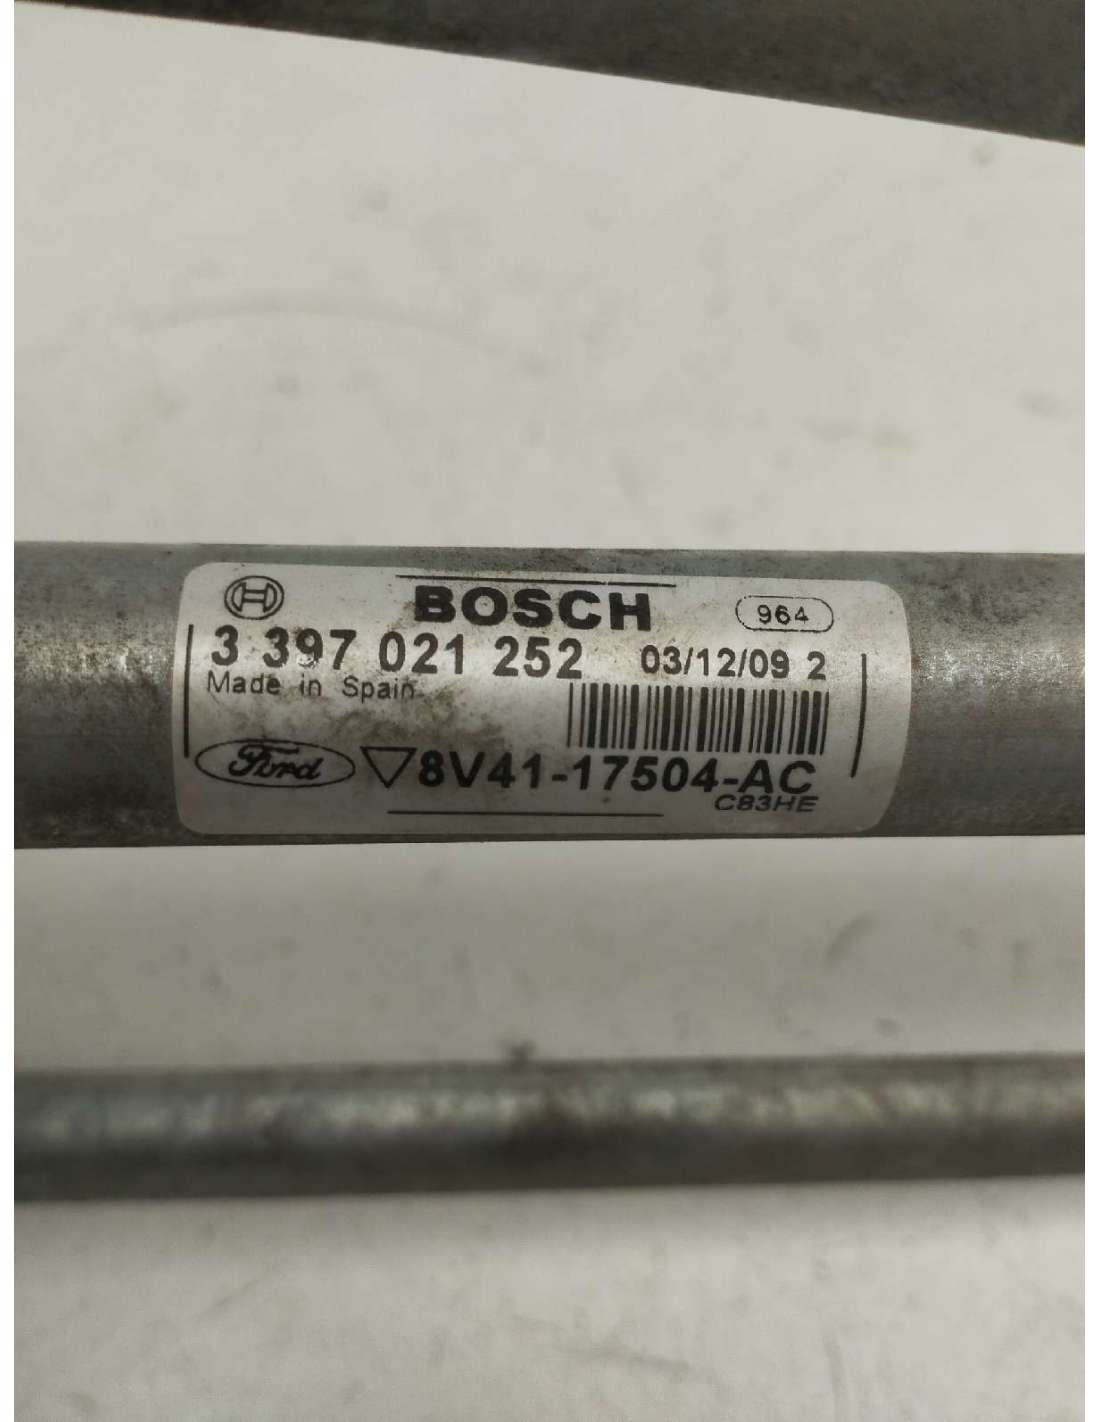 BOSCH 964
3 397 021 252 03/12/09 2
Made in Spain
Ford 8V41-17504-AC
C83HE